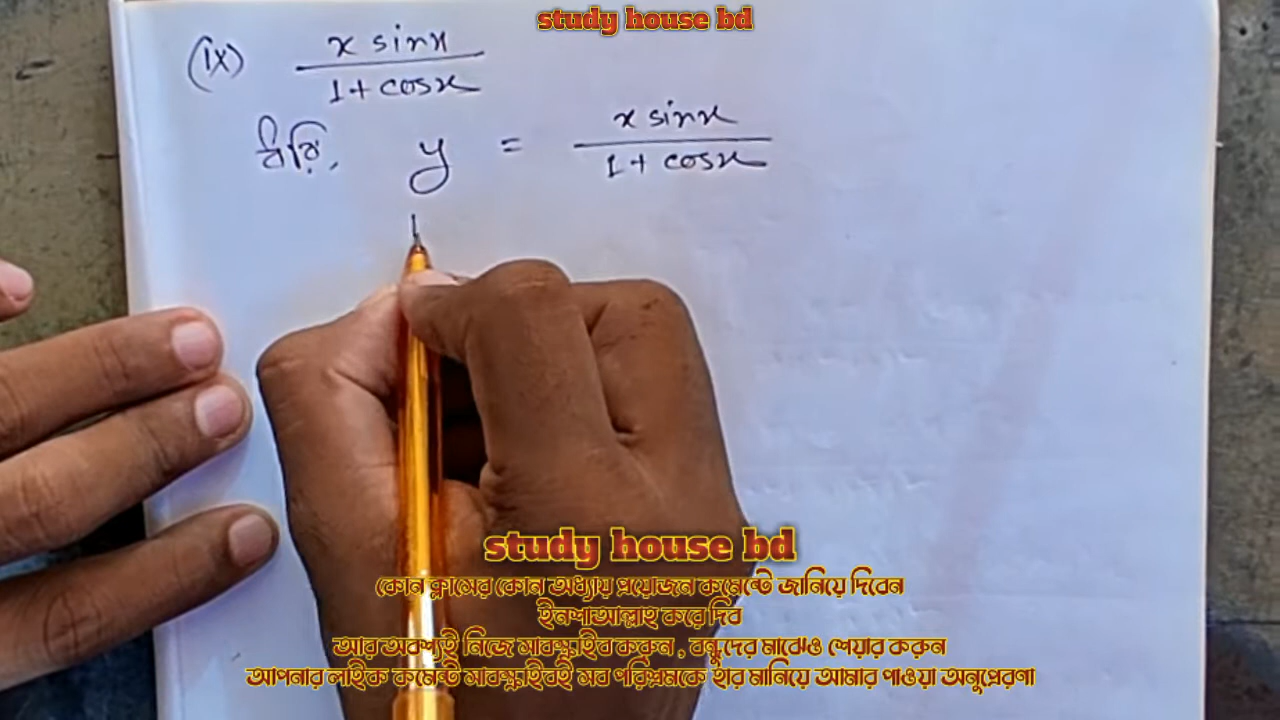 study house bd
(ix) x sinx / 1 + cosx
ধরি, y = x sinx / 1 + cosx
study house bd
কোন ক্লাসের কোন অধ্যায় প্রয়োজন কমেন্টে জানিয়ে দিবেন
ইনশাআল্লাহ করে দিব
আর অবশ্যই নিজে সাবস্ক্রাইব করুন , বন্ধুদের মাঝেও শেয়ার করুন
আপনার লাইক কমেন্ট সাবস্ক্রাইবই সব পরিশ্রমকে হার মানিয়ে আমার পাওয়া অনুপ্রেরণা